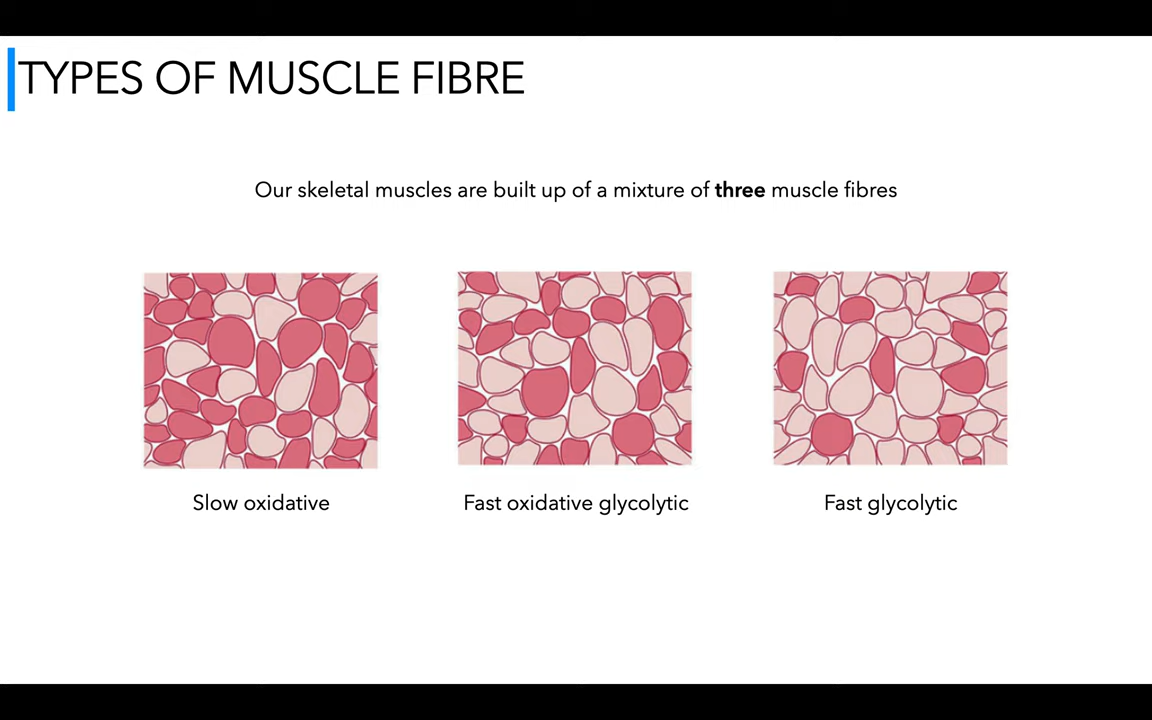 TYPES OF MUSCLE FIBRE
Our skeletal muscles are built up of a mixture of three muscle fibres
Slow oxidative
Fast oxidative glycolytic
Fast glycolytic